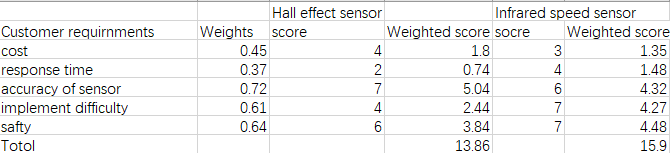 Hall effect sensor Infrared speed sensor
Customer requirnments Weights score Weighted score socre Weighted score
cost 0.45 4 1.8 3 1.35
response time 0.37 2 0.74 4 1.48
accuracy of sensor 0.72 7 5.04 6 4.32
implement difficulty 0.61 4 2.44 7 4.27
safty 0.64 6 3.84 7 4.48
Totol 13.86 15.9